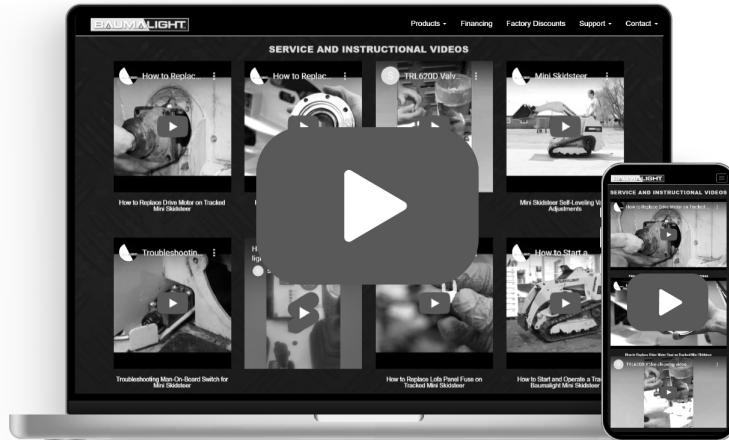 BAUMALIGHT
Products
Financing
Factory Discounts
Support
Contact
SERVICE AND INSTRUCTIONAL VIDEOS
How to Replac...
How to Replac...
S
TRL620D Valv...
Mini Skidsteer
How to Replace Drive Motor on Tracked
Mini Skidsteer
Mini Skidsteer Self-Leveling
Adjustments
Troubleshootin
S
How to Start a
Troubleshooting Man-On-Board Switch for
Mini Skidsteer
How to Replace Lofa Panel Fuse on
Tracked Mini Skidsteer
How to Start and Operate a
Baumalight Mini Skidsteer
BAUMALIGHT
SERVICE AND INSTRUCTIONAL VIDEOS
How to Replace Drive Motor on Tracked
TRL620D Valve cleaning video